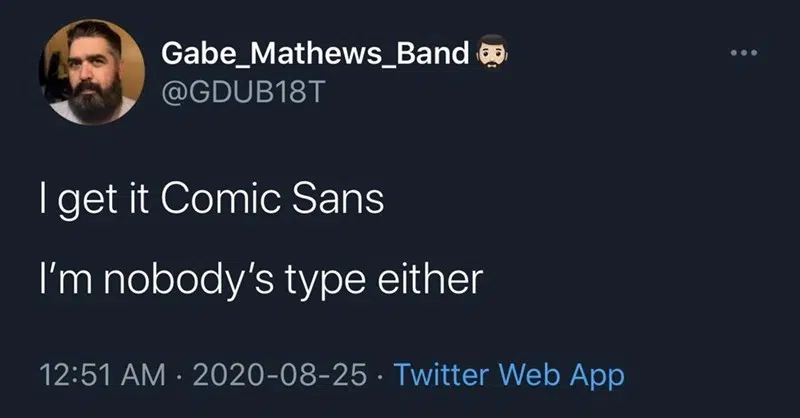 Gabe_Mathews_Band🧔🏻
@GDUB18T
I get it Comic Sans
I'm nobody's type either
12:51 AM · 2020-08-25 · Twitter Web App